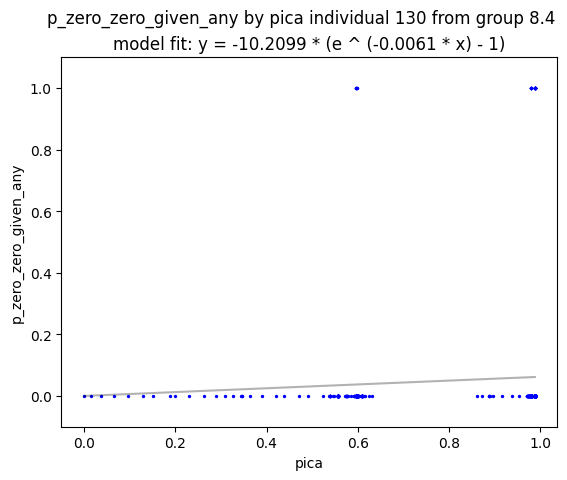 p_zero_zero_given_any by pica individual 130 from group 8.4
model fit: y = -10.2099 * (e ^ (-0.0061 * x) - 1)
1.0
0.8
0.6
0.4
0.2
0.0
p_zero_zero_given_any
0.0 0.2 0.4 0.6 0.8 1.0
pica